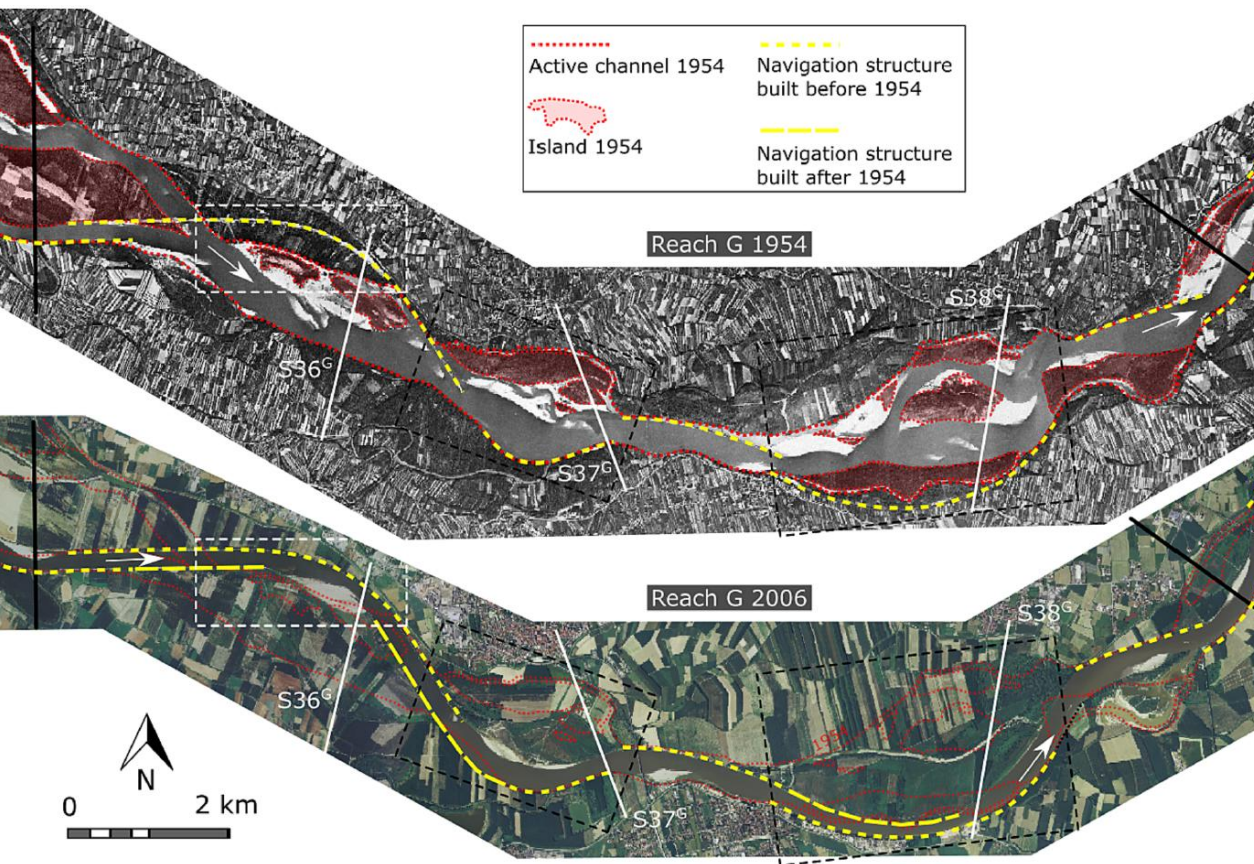 Active channel 1954
Island 1954
Navigation structure
built before 1954
Navigation structure
built after 1954
Reach G 1954
S36ᴳ
S37ᴳ
S38ᴳ
Reach G 2006
S36ᴳ
S37ᴳ
S38ᴳ
1954
N
0 2 km